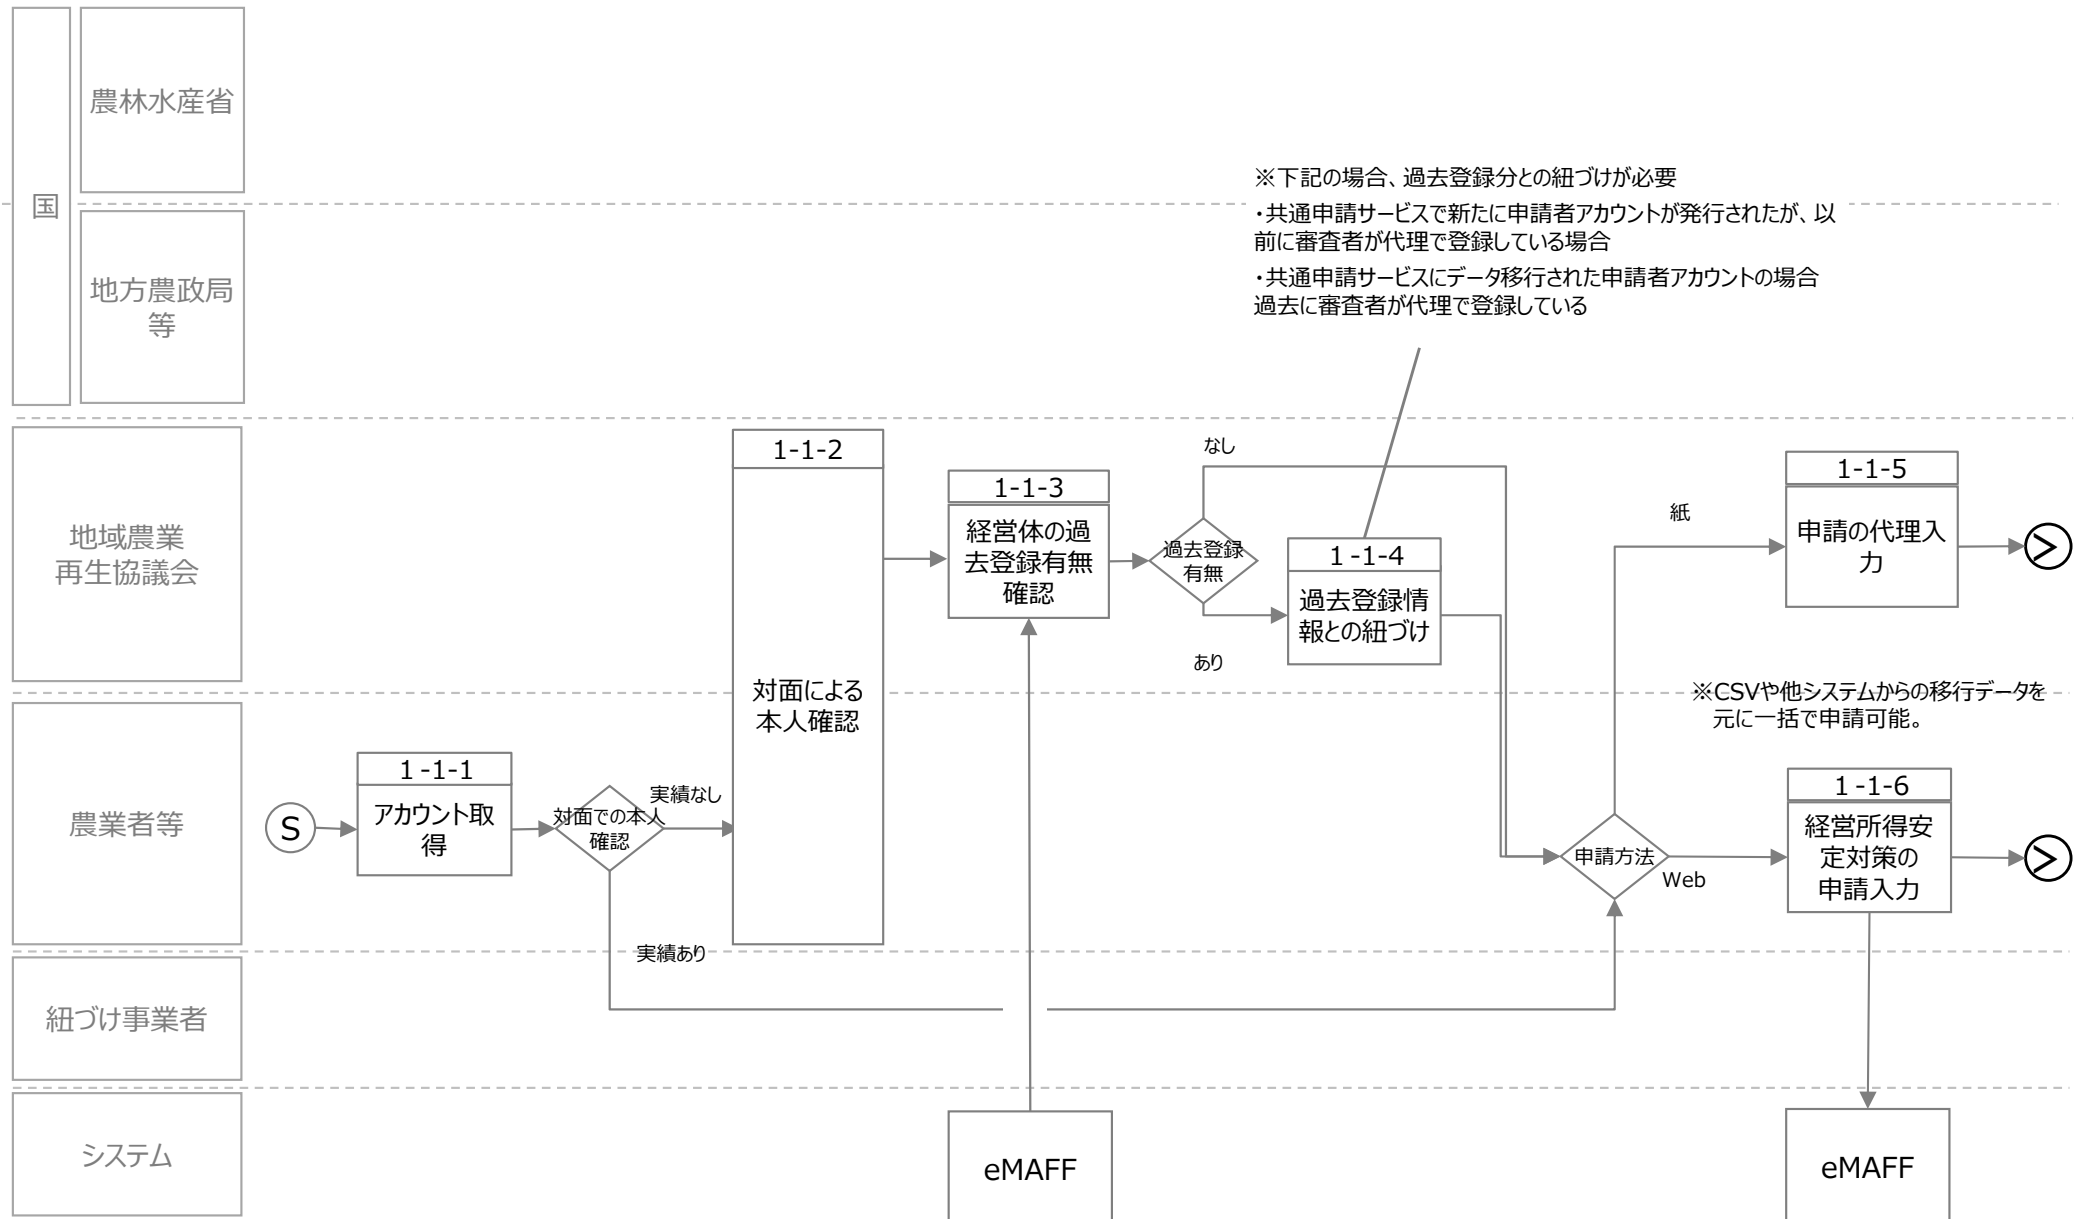 国
農林水産省
地方農政局
等
※下記の場合、過去登録分との紐づけが必要
・共通申請サービスで新たに申請者アカウントが発行されたが、以
前に審査者が代理で登録している場合
・共通申請サービスにデータ移行された申請者アカウントの場合
過去に審査者が代理で登録している
地域農業
再生協議会
1-1-2
対面による
本人確認
1-1-3
経営体の過
去登録有無
確認
なし
過去登録
有無
あり
1-1-4
過去登録情
報との紐づけ
紙
1-1-5
申請の代理入
力
>
※CSVや他システムからの移行データを
元に一括で申請可能。
農業者等
S
1-1-1
アカウント取
得
対面での本人
確認
実績なし
実績あり
申請方法
Web
1-1-6
経営所得安
定対策の
申請入力
>
紐づけ事業者
システム
eMAFF
eMAFF